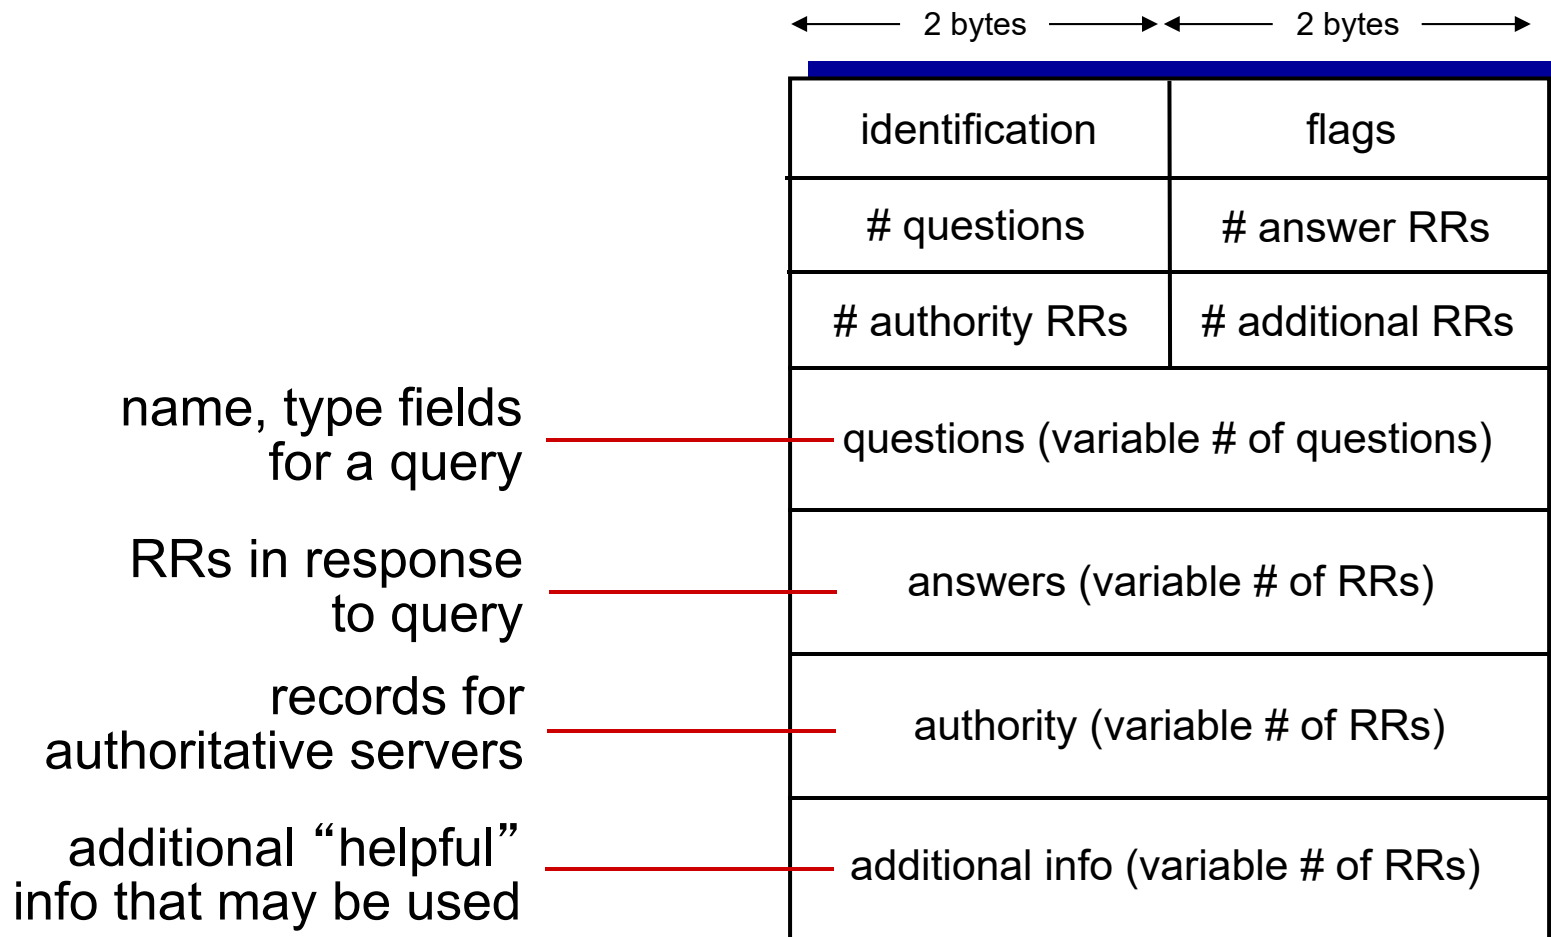 2 bytes 2 bytes
identification flags
# questions # answer RRs
# authority RRs # additional RRs
name, type fields
for a query
questions (variable # of questions)
RRs in response
to query
answers (variable # of RRs)
records for
authoritative servers
authority (variable # of RRs)
additional “helpful”
info that may be used
additional info (variable # of RRs)